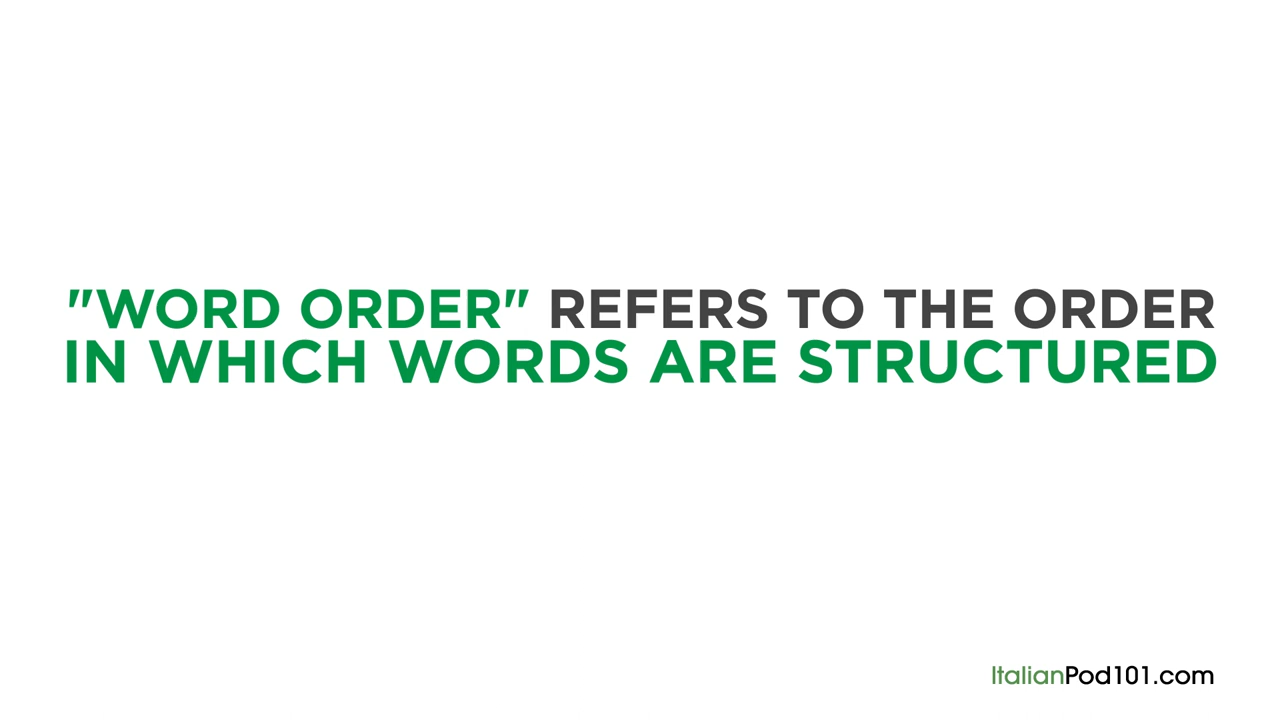 "WORD ORDER" REFERS TO THE ORDER
IN WHICH WORDS ARE STRUCTURED
ItalianPod101.com